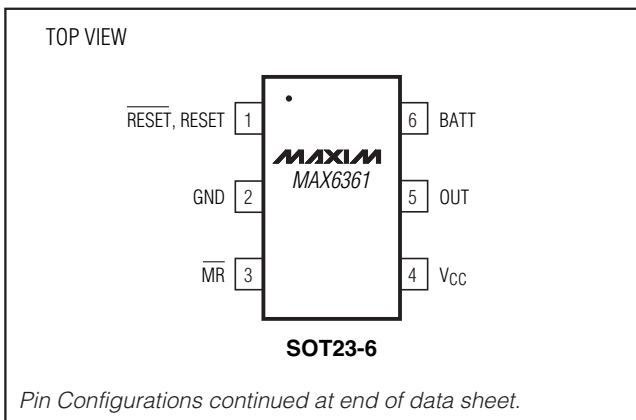 TOP VIEW
RESET, RESET 1
6 BATT
MAXIM
MAX6361
GND 2
5 OUT
MR 3
4 VCC
SOT23-6
Pin Configurations continued at end of data sheet.